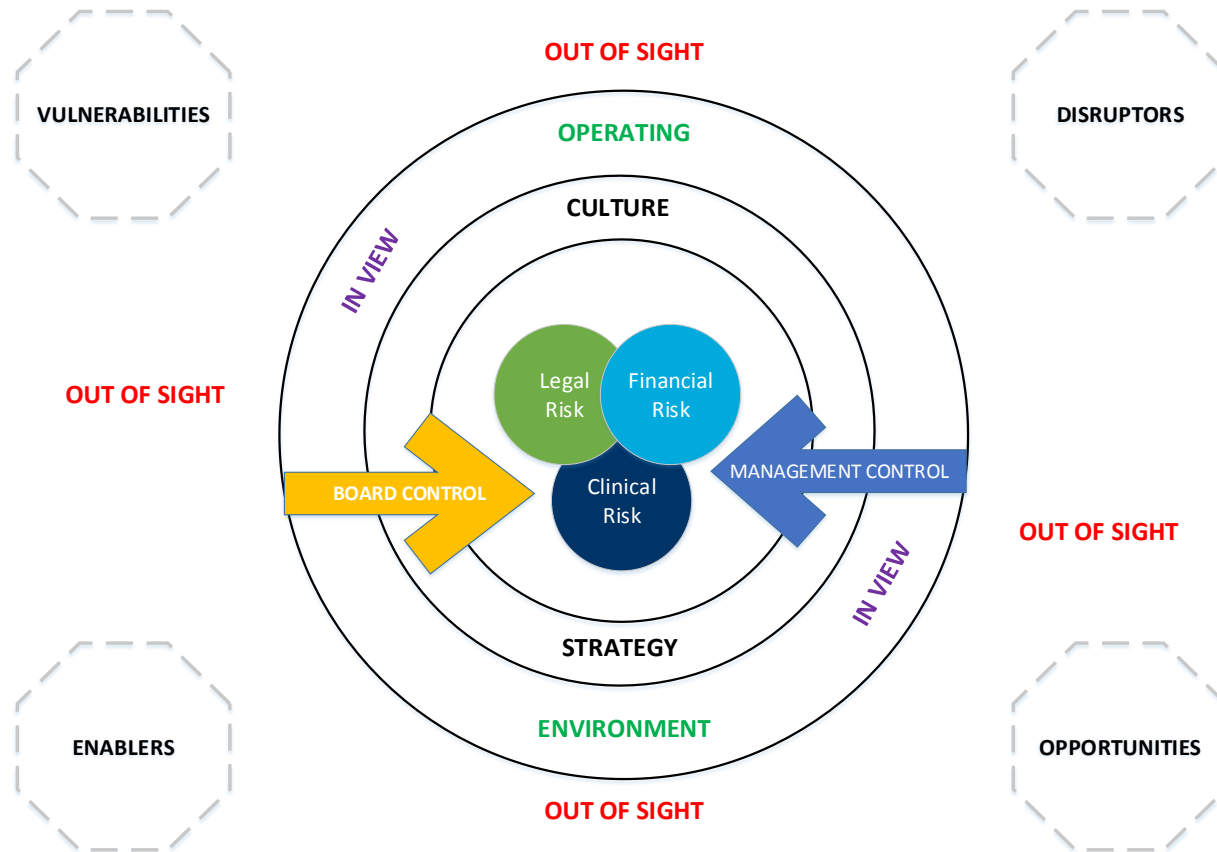 OUT OF SIGHT
VULNERABILITIES
DISRUPTORS
OPERATING
CULTURE
IN VIEW
Legal
Risk
Financial
Risk
OUT OF SIGHT
BOARD CONTROL
MANAGEMENT CONTROL
Clinical
Risk
OUT OF SIGHT
IN VIEW
STRATEGY
ENVIRONMENT
ENABLERS
OPPORTUNITIES
OUT OF SIGHT